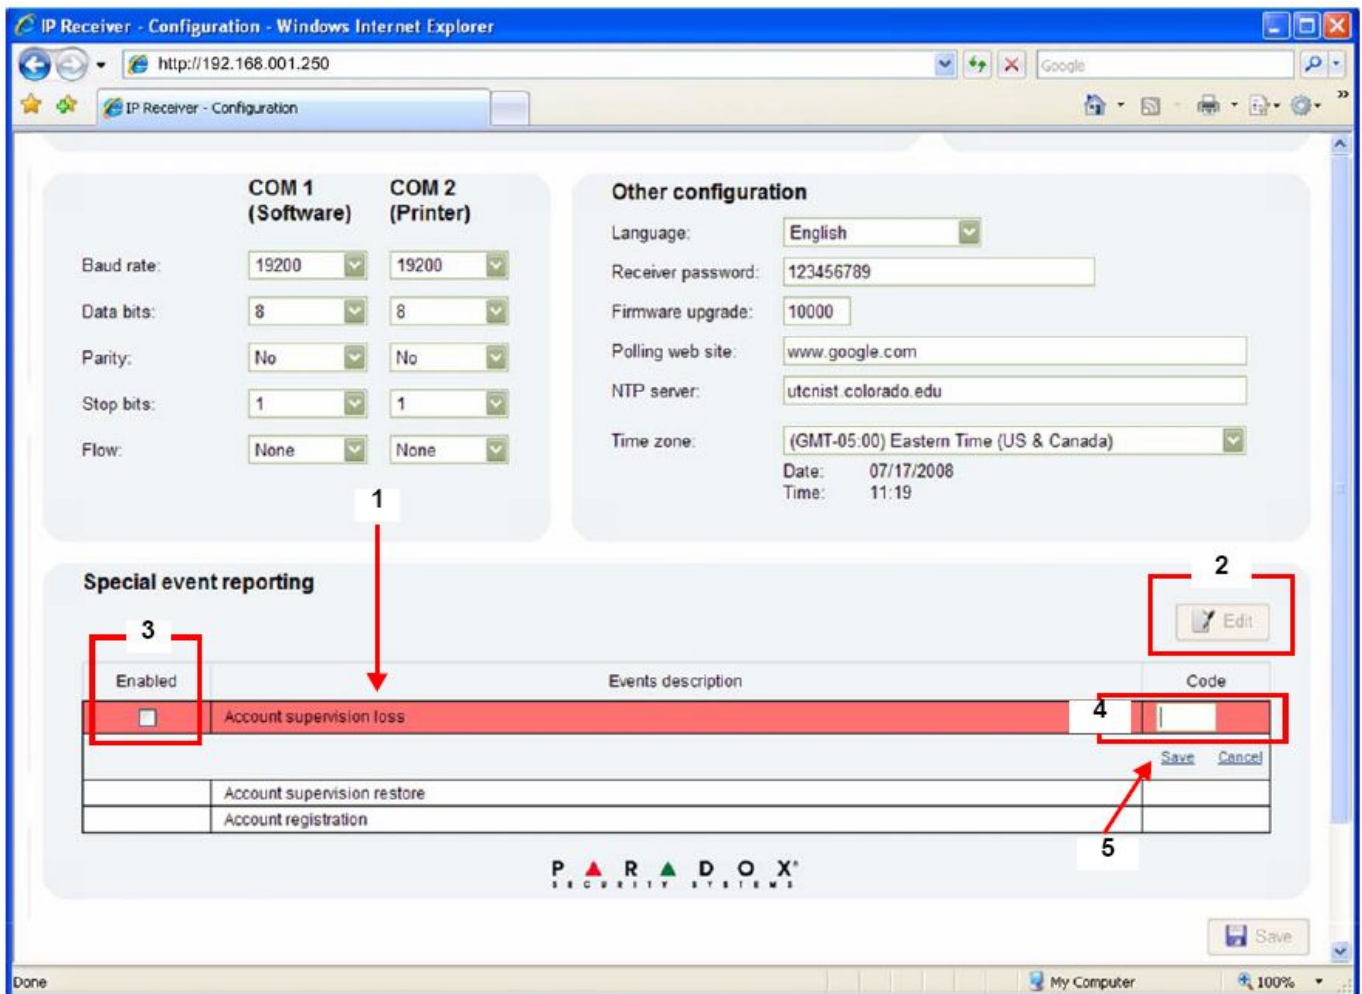 IP Receiver - Configuration - Windows Internet Explorer
http://192.168.001.250
Google
IP Receiver - Configuration
COM 1 (Software)
COM 2 (Printer)
Baud rate: 19200 19200
Data bits: 8 8
Parity: No No
Stop bits: 1 1
Flow: None None
Other configuration
Language: English
Receiver password: 123456789
Firmware upgrade: 10000
Polling web site: www.google.com
NTP server: utcnist.colorado.edu
Time zone: (GMT-05:00) Eastern Time (US & Canada)
Date: 07/17/2008
Time: 11:19
1
Special event reporting
2
Edit
3
Enabled Events description Code
Account supervision loss
4
Save Cancel
Account supervision restore
Account registration
5
PARADOX®
SECURITY SYSTEMS
Save
Done My Computer 100%